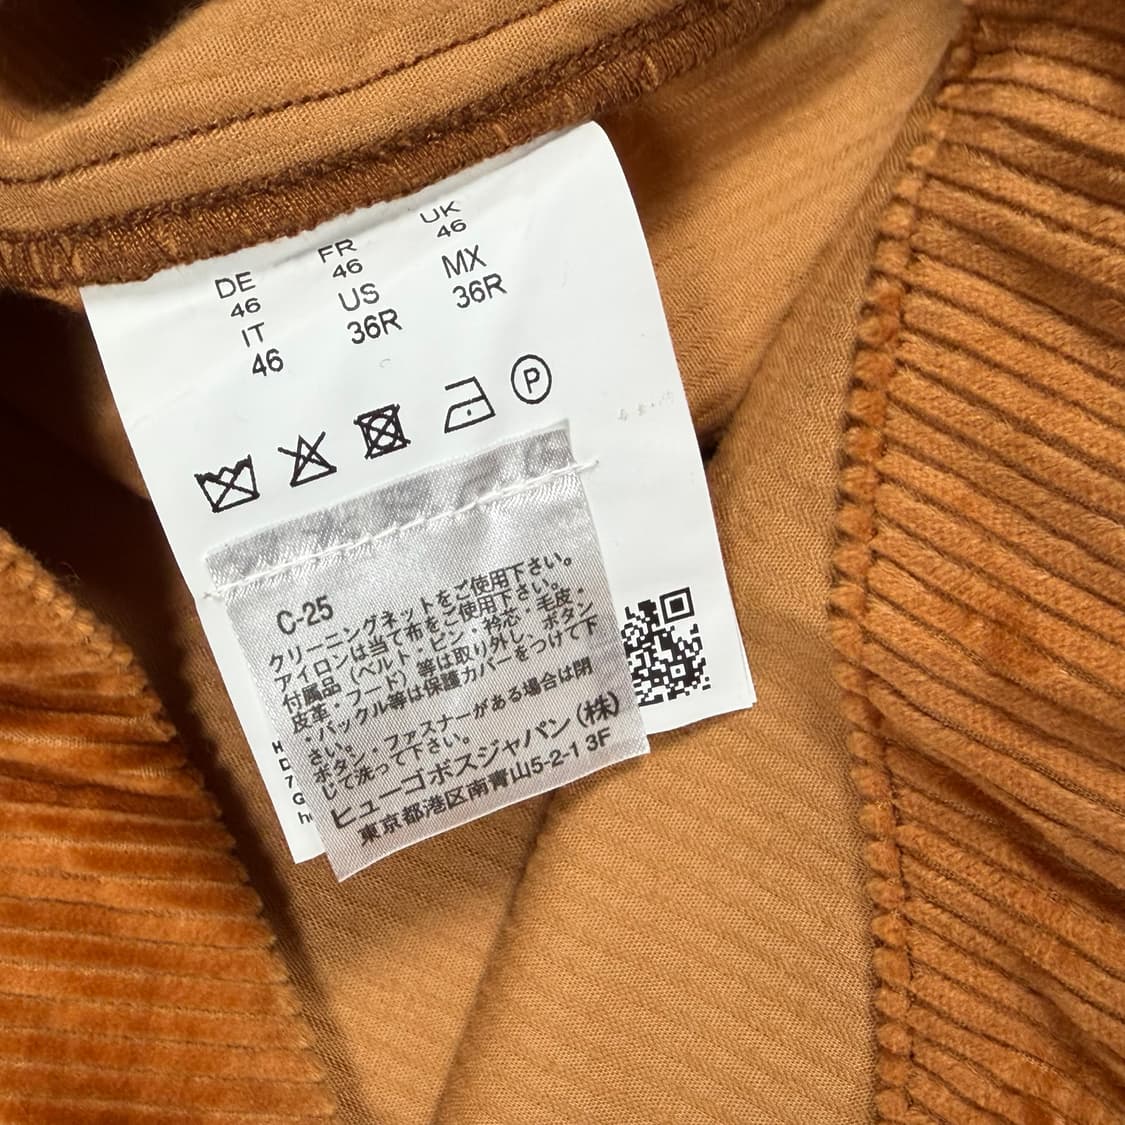 DE
46
IT
46
FR
46
US
36R
UK
46
MX
36R
P
C-25
クリーニングネットをご使用下さい。
アイロンは当て布をご使用下さい。
付属品（ベルト・ピン・衿芯・毛皮・
皮革・フード）等は取り外し、ボタン
・バックル等は保護カバーをつけて下
さい。
ボタン・ファスナーがある場合は閉
じて洗って下さい。
ヒューゴボスジャパン（株）
東京都港区南青山5-2-1 3F
H
D
7
G